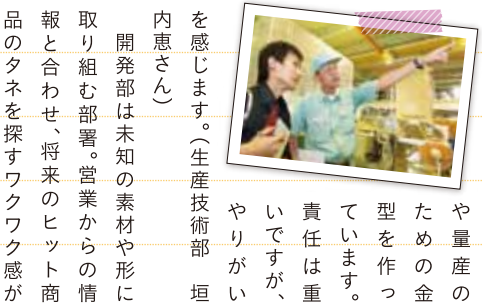 や量産の
ための金
型を作っ
ています。
責任は重
いですが、
やりがい
を感じます。(生産技術部　垣
内恵さん)
　開発部は未知の素材や形に
取り組む部署。営業からの情
報と合わせ、将来のヒット商
品のタネを探すワクワク感が